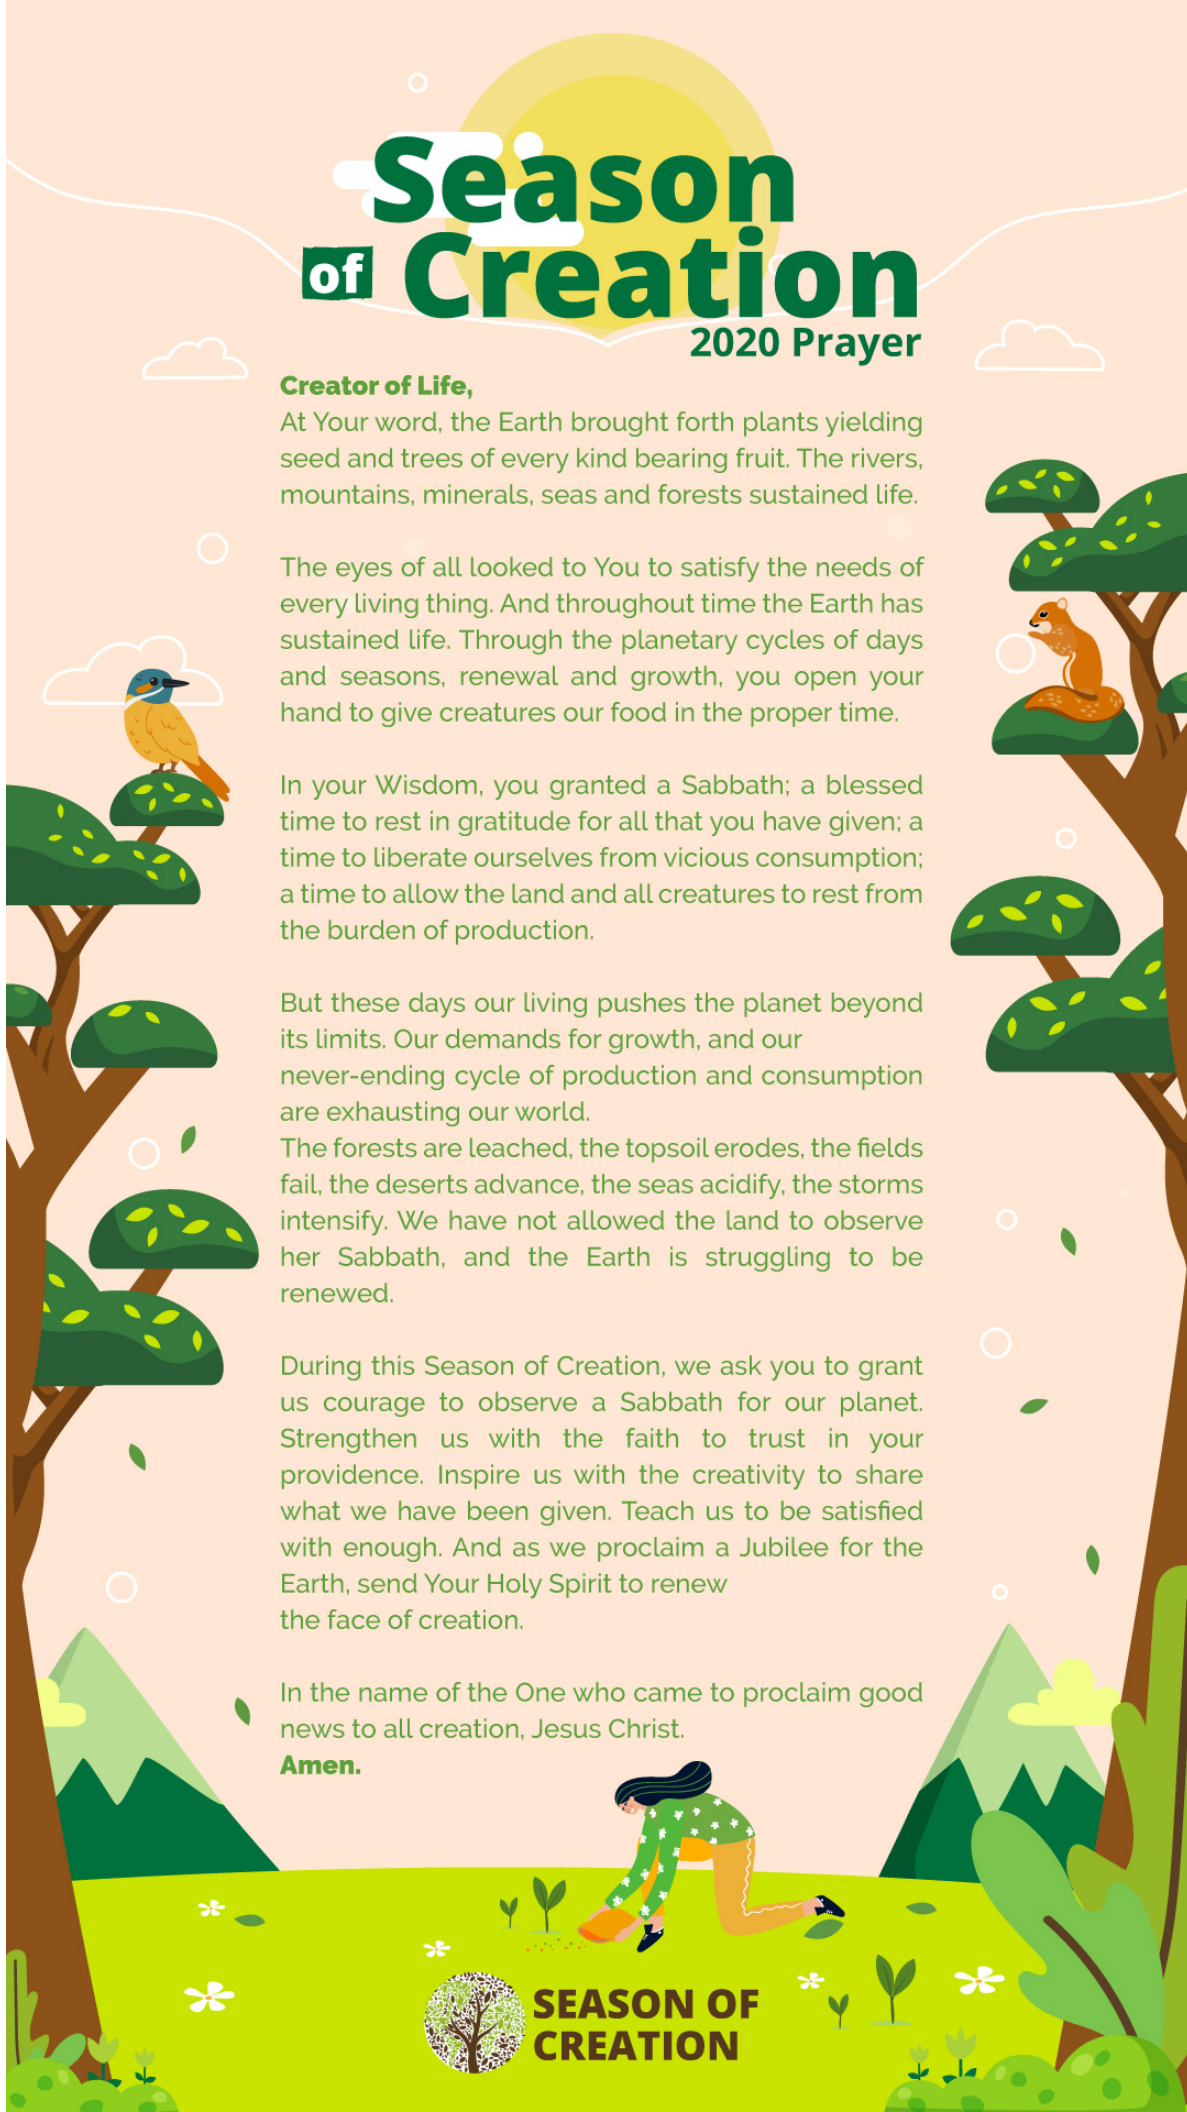 Season
of Creation
2020 Prayer
Creator of Life,
At Your word, the Earth brought forth plants yielding
seed and trees of every kind bearing fruit. The rivers,
mountains, minerals, seas and forests sustained life.
The eyes of all looked to You to satisfy the needs of
every living thing. And throughout time the Earth has
sustained life. Through the planetary cycles of days
and seasons, renewal and growth, you open your
hand to give creatures our food in the proper time.
In your Wisdom, you granted a Sabbath; a blessed
time to rest in gratitude for all that you have given; a
time to liberate ourselves from vicious consumption;
a time to allow the land and all creatures to rest from
the burden of production.
But these days our living pushes the planet beyond
its limits. Our demands for growth, and our
never-ending cycle of production and consumption
are exhausting our world.
The forests are leached, the topsoil erodes, the fields
fail, the deserts advance, the seas acidify, the storms
intensify. We have not allowed the land to observe
her Sabbath, and the Earth is struggling to be
renewed.
During this Season of Creation, we ask you to grant
us courage to observe a Sabbath for our planet.
Strengthen us with the faith to trust in your
providence. Inspire us with the creativity to share
what we have been given. Teach us to be satisfied
with enough. And as we proclaim a Jubilee for the
Earth, send Your Holy Spirit to renew
the face of creation.
In the name of the One who came to proclaim good
news to all creation, Jesus Christ.
Amen.
SEASON OF
CREATION